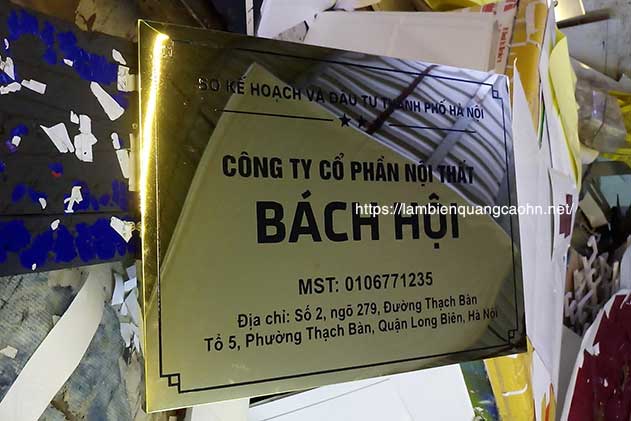 SỞ KẾ HOẠCH VÀ ĐẦU TƯ THÀNH PHỐ HÀ NỘI
CÔNG TY CỔ PHẦN NỘI THẤT
BÁCH HỘI
https://lambienquangcaohn.net/
MST: 0106771235
Địa chỉ: Số 2, ngõ 279, Đường Thạch Bàn
Tổ 5, Phường Thạch Bàn, Quận Long Biên, Hà Nội